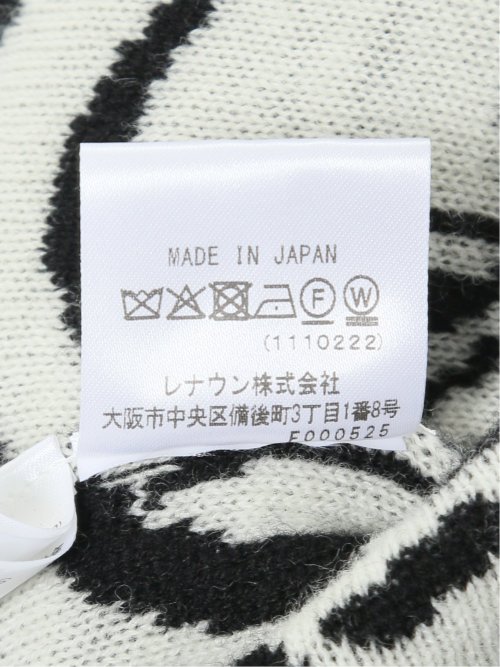 MADE IN JAPAN
F W
(1110222)
レナウン株式会社
大阪市中央区備後町3丁目1番8号
F000525